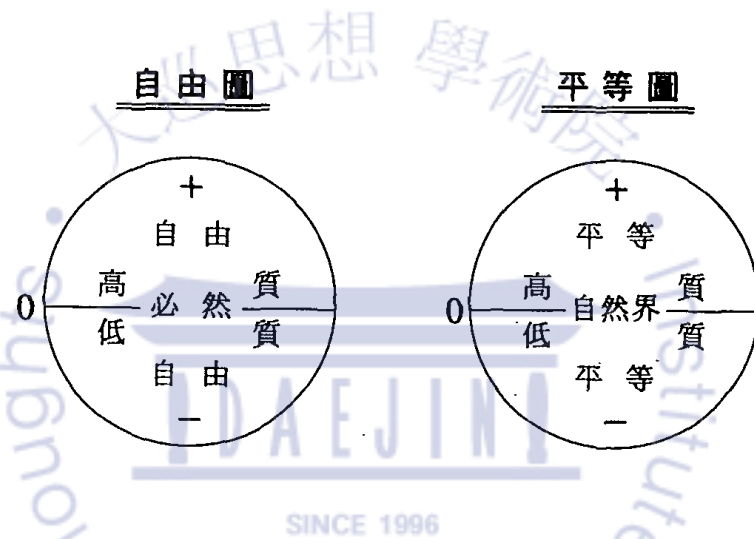 自由圖
+
自由
高 質
0 必然
低 質
自由
−
平等圖
+
平等
高 質
0 自然界
低 質
平等
−
大巡思想 學術院
DAEJIN
SINCE 1996
Institute